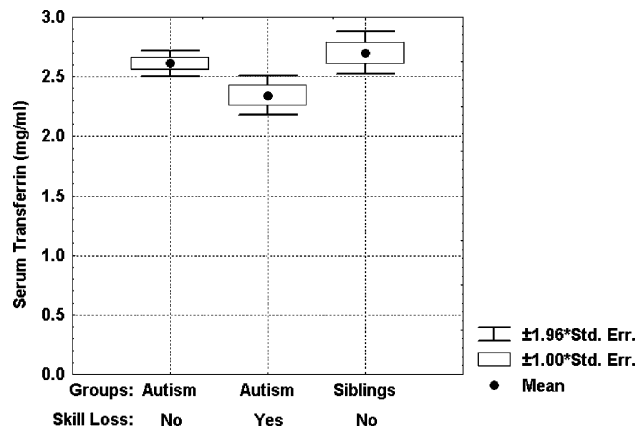 3.0
2.5
2.0
1.5
1.0
0.5
0.0
Serum Transferrin (mg/ml)
Groups: Autism Autism Siblings
Skill Loss: No Yes No
±1.96*Std. Err.
±1.00*Std. Err.
Mean